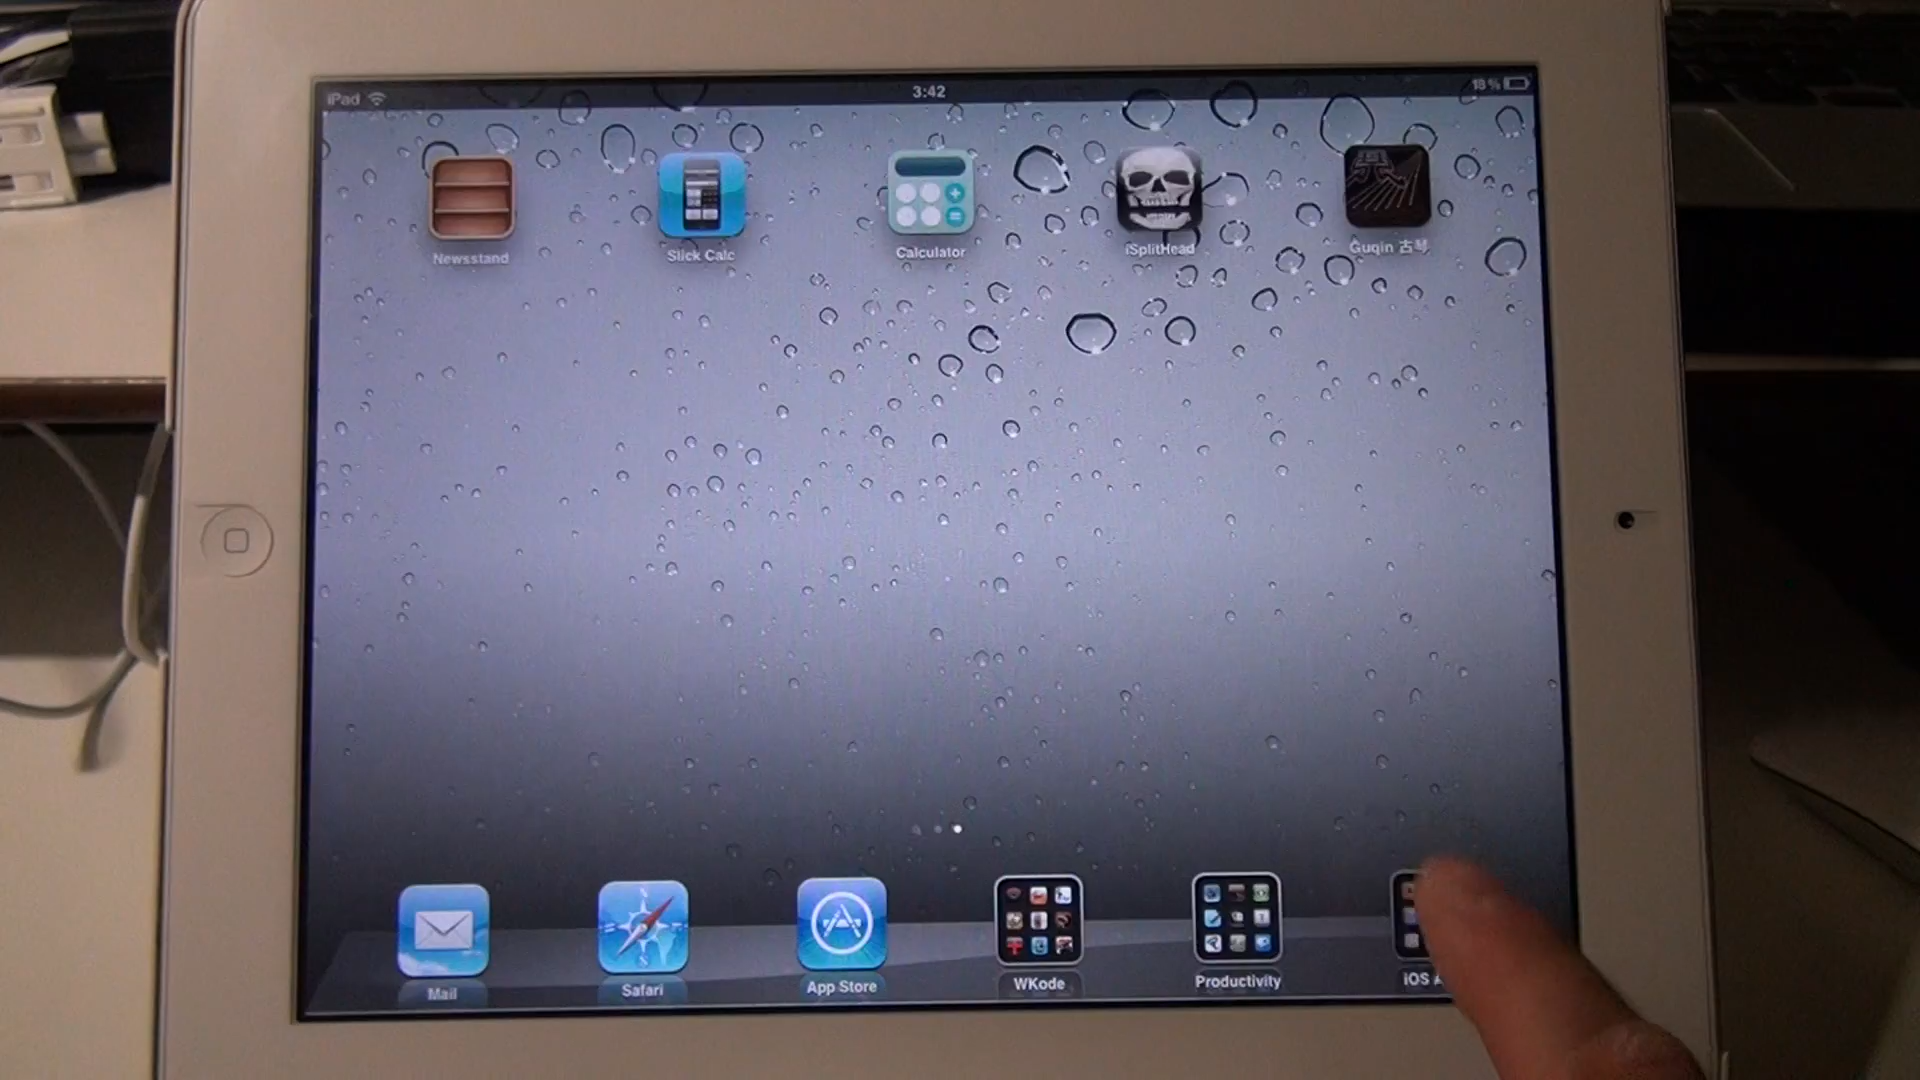 iPad
3:42
18%
Newsstand
Slick Calc
Calculator
iSplitHead
Guqin 古琴
Mail
Safari
App Store
WKode
Productivity
iOS